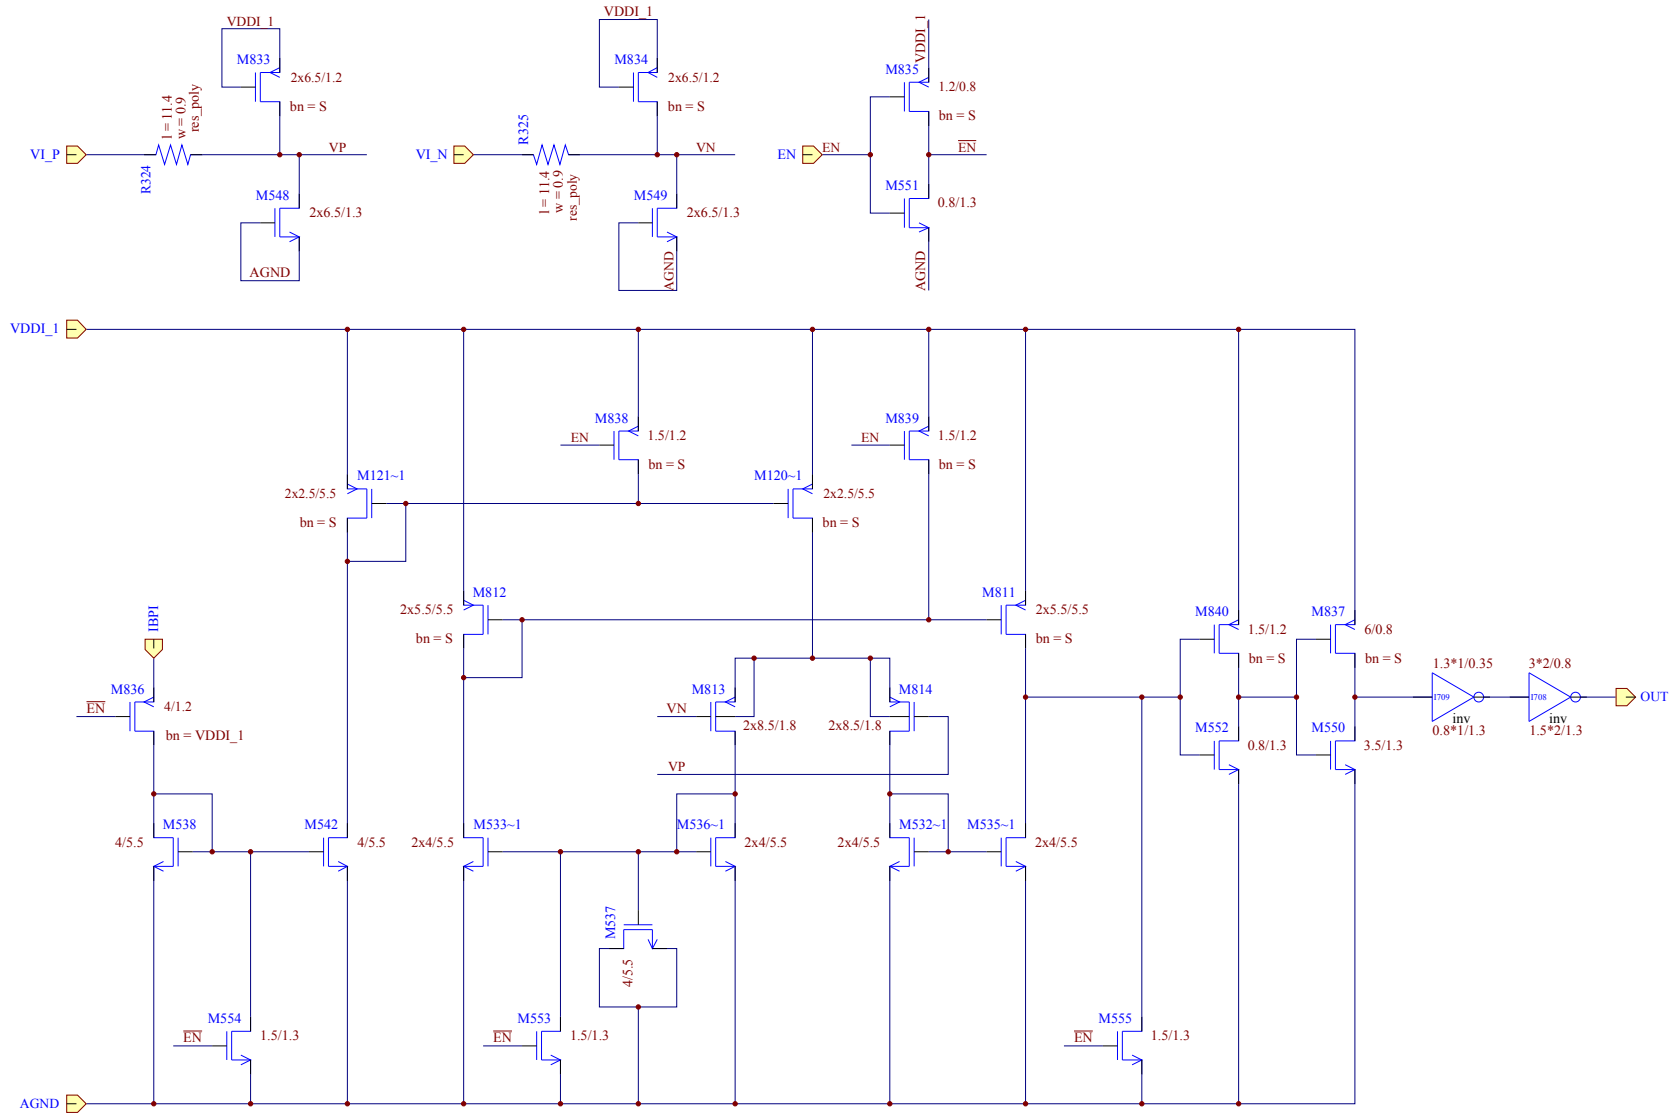 VDDI_1
M833
2x6.5/1.2
bn = S
l = 11.4
w = 0.9
res_poly
VI_P
R324
VP
M548
2x6.5/1.3
AGND
VDDI_1
M834
2x6.5/1.2
bn = S
R325
VI_N
l = 11.4
w = 0.9
res_poly
VN
M549
2x6.5/1.3
AGND
VDDI_1
M835
1.2/0.8
bn = S
EN
EN
EN
M551
0.8/1.3
AGND
VDDI_1
M838
EN
1.5/1.2
bn = S
M839
EN
1.5/1.2
bn = S
M121~1
2x2.5/5.5
bn = S
M120~1
2x2.5/5.5
bn = S
M812
2x5.5/5.5
bn = S
M811
2x5.5/5.5
bn = S
M840
1.5/1.2
bn = S
M837
6/0.8
bn = S
IBPI
M836
EN
4/1.2
bn = VDDI_1
M813
VN
2x8.5/1.8
M814
2x8.5/1.8
VP
1.3*1/0.35
I709
inv
0.8*1/1.3
3*2/0.8
I708
inv
1.5*2/1.3
OUT
M552
0.8/1.3
M550
3.5/1.3
M538
4/5.5
M542
4/5.5
M533~1
2x4/5.5
M536~1
2x4/5.5
M532~1
2x4/5.5
M535~1
2x4/5.5
M537
4/5.5
M554
EN
1.5/1.3
M553
EN
1.5/1.3
M555
EN
1.5/1.3
AGND